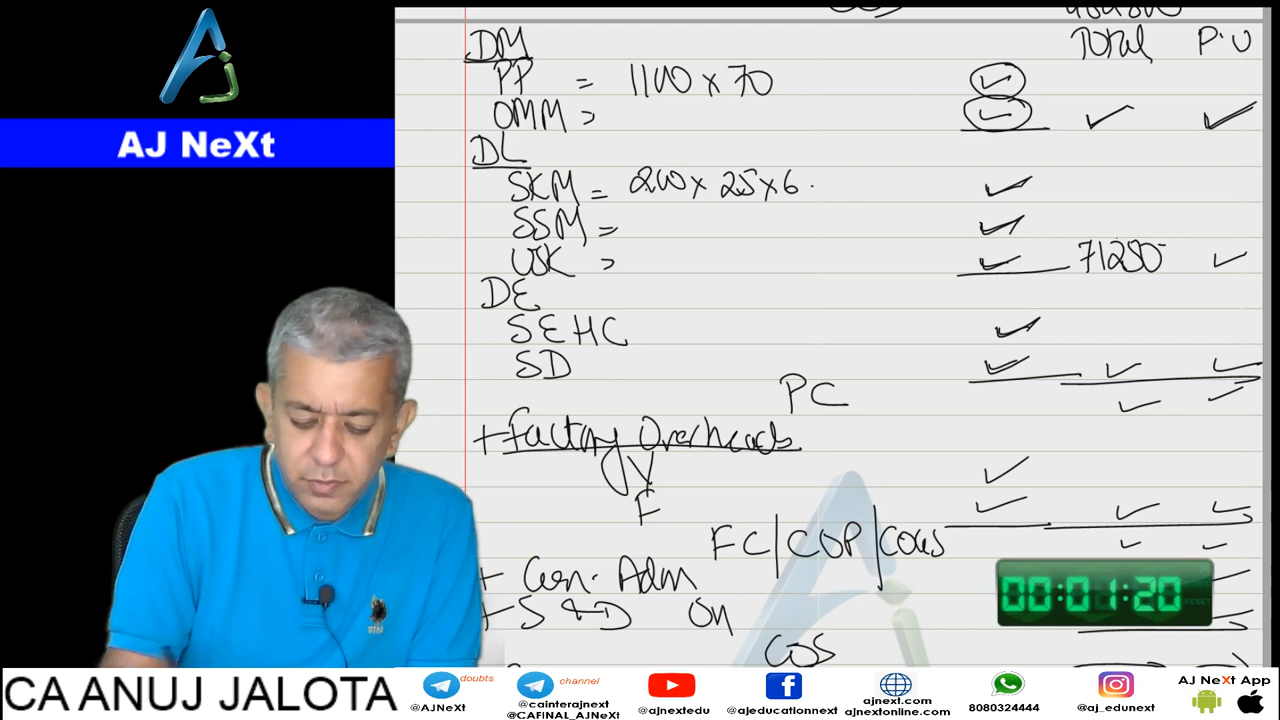 AJ NeXt
Total P.U
DM
PP = 1100 x 70
OMM =
DL
SKM = 200 x 25 x 6.
SSM =
USK = 71250
DE
SEHC
SD
PC
+ Factory Overheads
V
F
FC | COP | COGS
+ Gen. Adm
+ S & D OH
COS
00:01:20
RESET
CA ANUJ JALOTA
doubts
@AJNeXt
channel
@cainterajnext
@CAFINAL_AJNeXt
@ajnextedu
@ajeducationnext
ajnext.com
ajnextonline.com
8080324444
@aj_edunext
AJ NeXt App